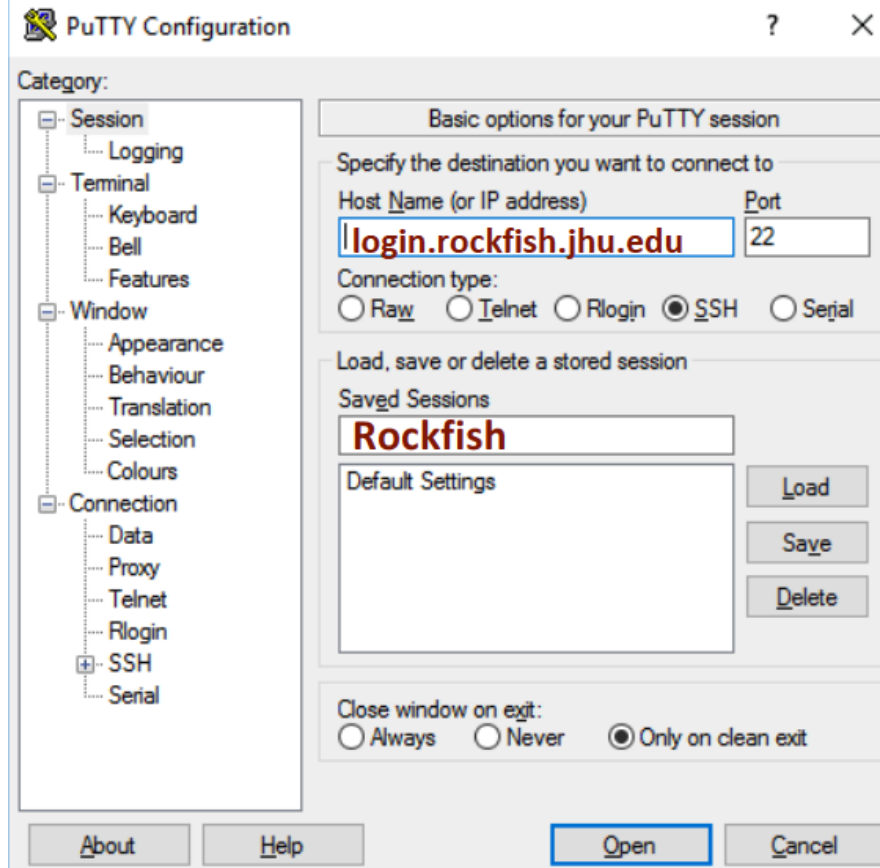 PuTTY Configuration
?
Category:
Session
Logging
Terminal
Keyboard
Bell
Features
Window
Appearance
Behaviour
Translation
Selection
Colours
Connection
Data
Proxy
Telnet
Rlogin
SSH
Serial
Basic options for your PuTTY session
Specify the destination you want to connect to
Host Name (or IP address) Port
login.rockfish.jhu.edu 22
Connection type:
Raw Telnet Rlogin SSH Serial
Load, save or delete a stored session
Saved Sessions
Rockfish
Default Settings
Load
Save
Delete
Close window on exit:
Always Never Only on clean exit
About Help Open Cancel